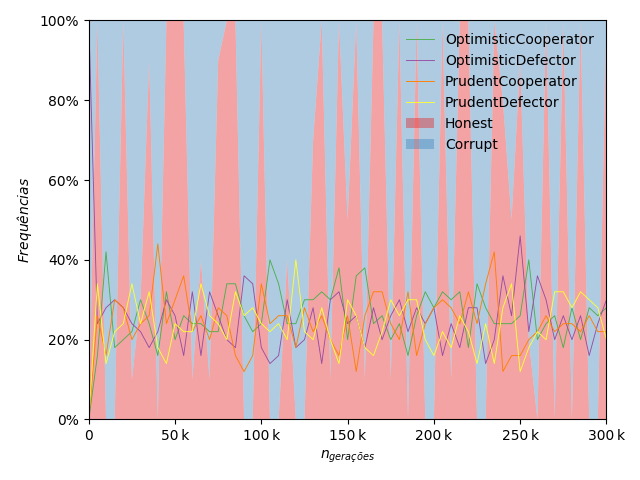 100%
80%
60%
40%
20%
0%
Frequências
0
50 k
100 k
150 k
200 k
250 k
300 k
n_gerações
OptimisticCooperator
OptimisticDefector
PrudentCooperator
PrudentDefector
Honest
Corrupt